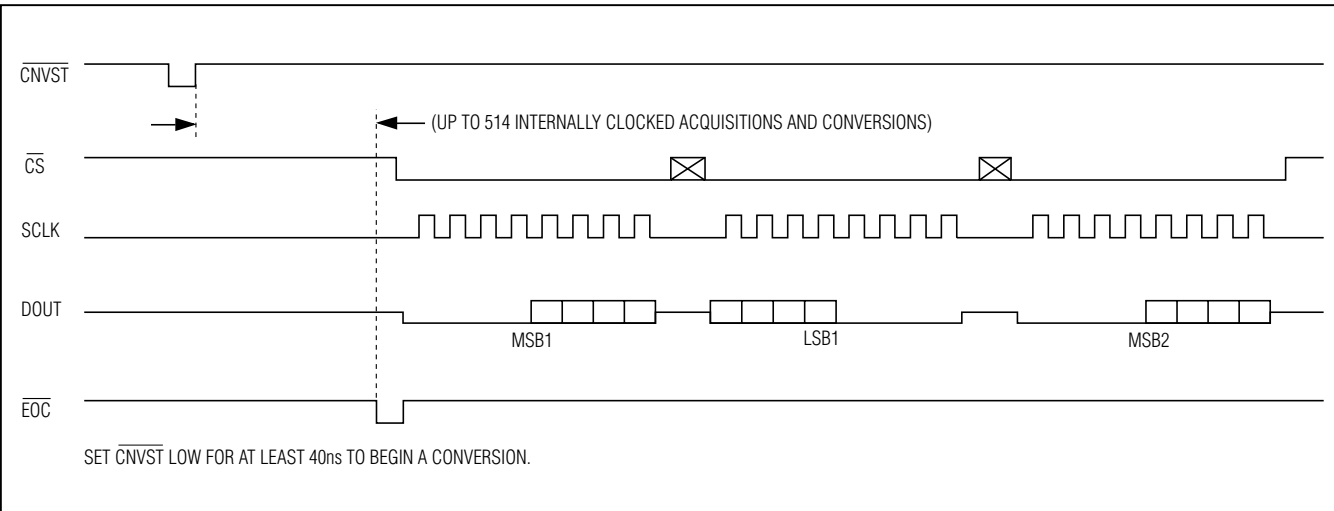 CNVST
(UP TO 514 INTERNALLY CLOCKED ACQUISITIONS AND CONVERSIONS)
CS
SCLK
DOUT
MSB1
LSB1
MSB2
EOC
SET CNVST LOW FOR AT LEAST 40ns TO BEGIN A CONVERSION.